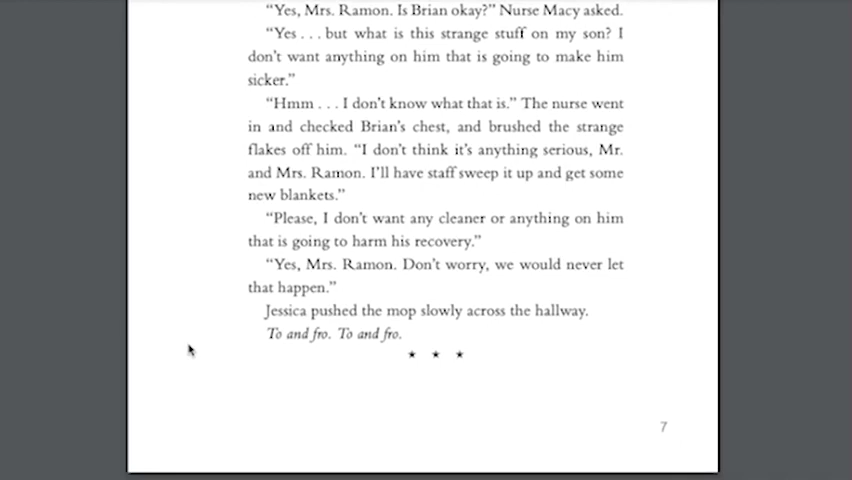 “Yes, Mrs. Ramon. Is Brian okay?” Nurse Macy asked.
“Yes . . . but what is this strange stuff on my son? I
don’t want anything on him that is going to make him
sicker.”
“Hmm . . . I don’t know what that is.” The nurse went
in and checked Brian’s chest, and brushed the strange
flakes off him. “I don’t think it’s anything serious, Mr.
and Mrs. Ramon. I’ll have staff sweep it up and get some
new blankets.”
“Please, I don’t want any cleaner or anything on him
that is going to harm his recovery.”
“Yes, Mrs. Ramon. Don’t worry, we would never let
that happen.”
Jessica pushed the mop slowly across the hallway.
To and fro. To and fro.
★ ★ ★
7